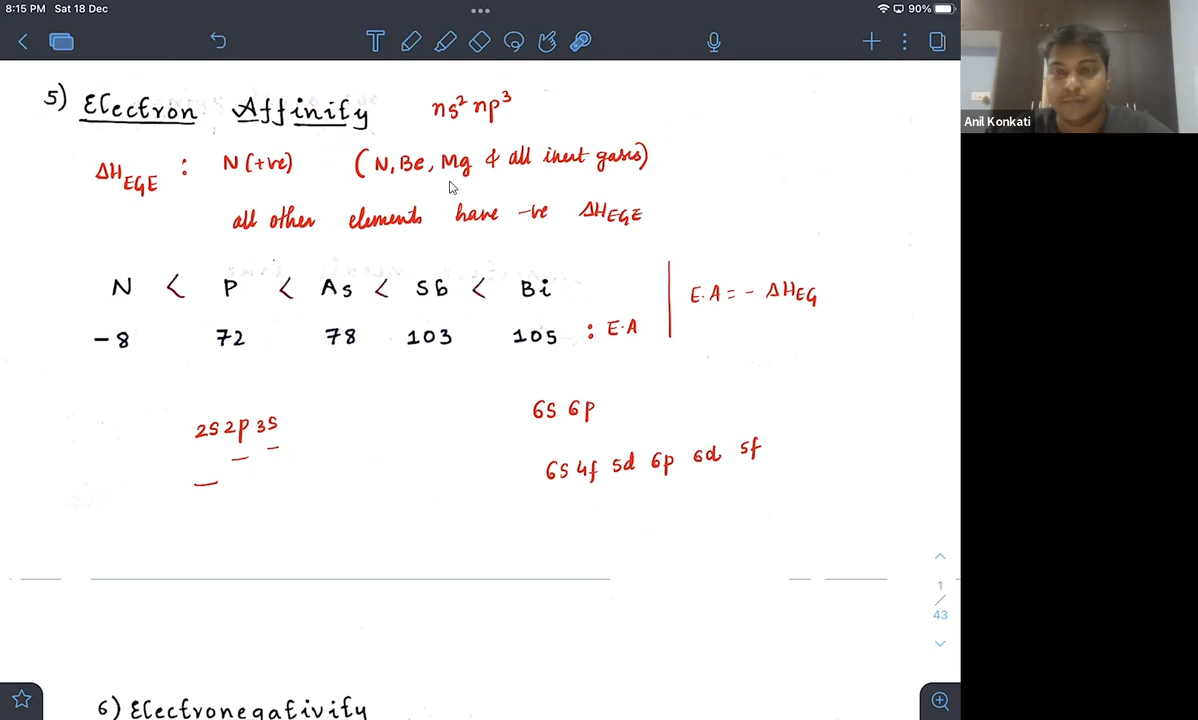 8:15 PM Sat 18 Dec
90%
Anil Konkati
5) Electron Affinity ns² np³
ΔH_EGE : N (+ve) (N, Be, Mg & all inert gases)
all other elements have -ve ΔH_EGE
N < P < As < Sb < Bi
E.A = - ΔH_EG
-8 72 78 103 105 : E.A
2s 2p 3s
6s 6p
6s 4f 5d 6p 6d 5f
1
/
43
6) Electronegativity